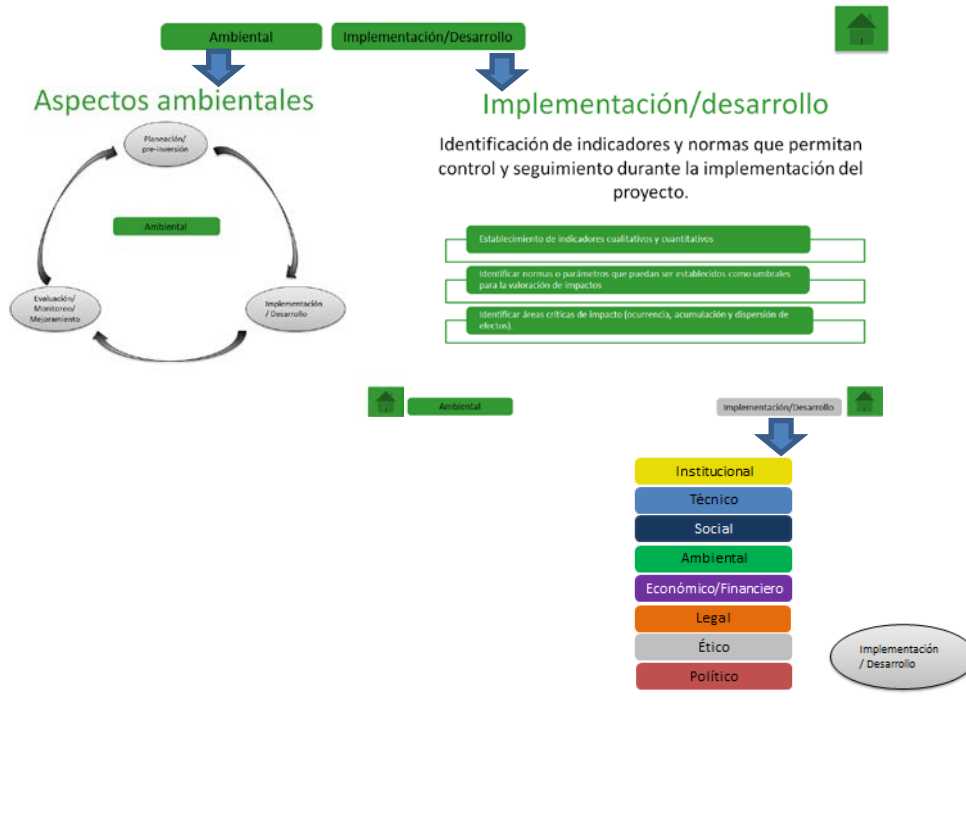 Ambiental
Implementación/Desarrollo
Aspectos ambientales
Planeación/
pre-inversión
Ambiental
Evaluación/
Monitoreo/
Mejoramiento
Implementación
/ Desarrollo
Implementación/desarrollo
Identificación de indicadores y normas que permitan
control y seguimiento durante la implementación del
proyecto.
Establecimiento de indicadores cualitativos y cuantitativos
Identificar normas o parámetros que puedan ser establecidos como umbrales
para la valoración de impactos
Identificar áreas críticas de impacto (ocurrencia, acumulación y dispersión de
efectos).
Ambiental
Implementación/Desarrollo
Institucional
Técnico
Social
Ambiental
Económico/Financiero
Legal
Ético
Político
Implementación
/ Desarrollo